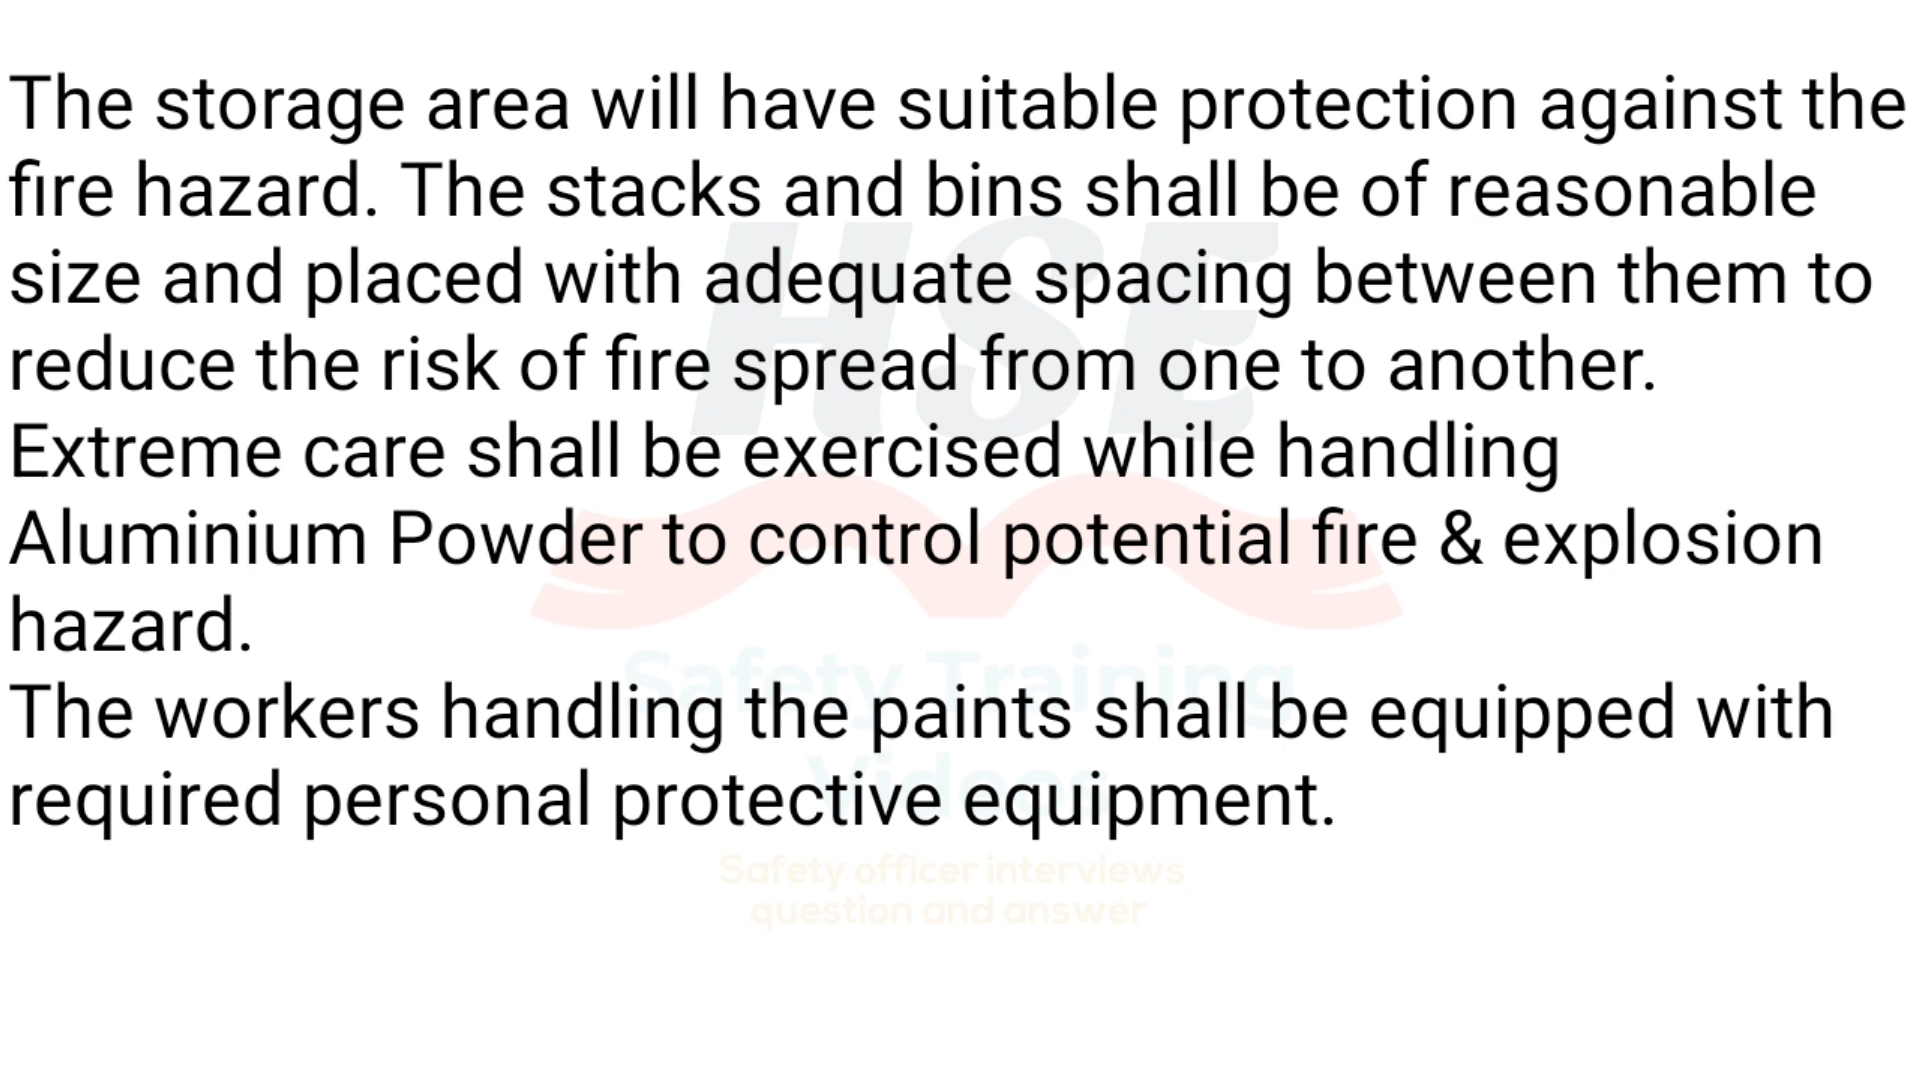 The storage area will have suitable protection against the
fire hazard. The stacks and bins shall be of reasonable
size and placed with adequate spacing between them to
reduce the risk of fire spread from one to another.
Extreme care shall be exercised while handling
Aluminium Powder to control potential fire & explosion
hazard.
The workers handling the paints shall be equipped with
required personal protective equipment.
HSE
Safety Training
Videos
Safety officer interviews
question and answer